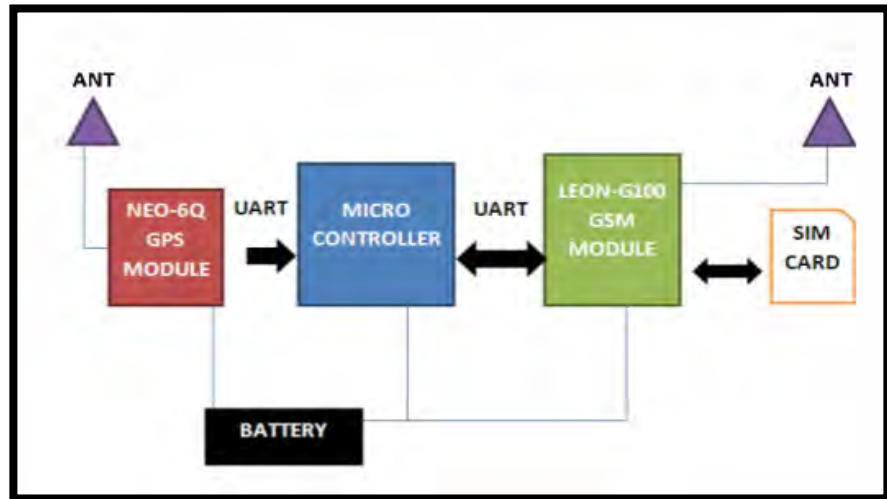 ANT
ANT
NEO-6Q
GPS
MODULE
UART
MICRO
CONTROLLER
UART
LEON-G100
GSM
MODULE
SIM
CARD
BATTERY